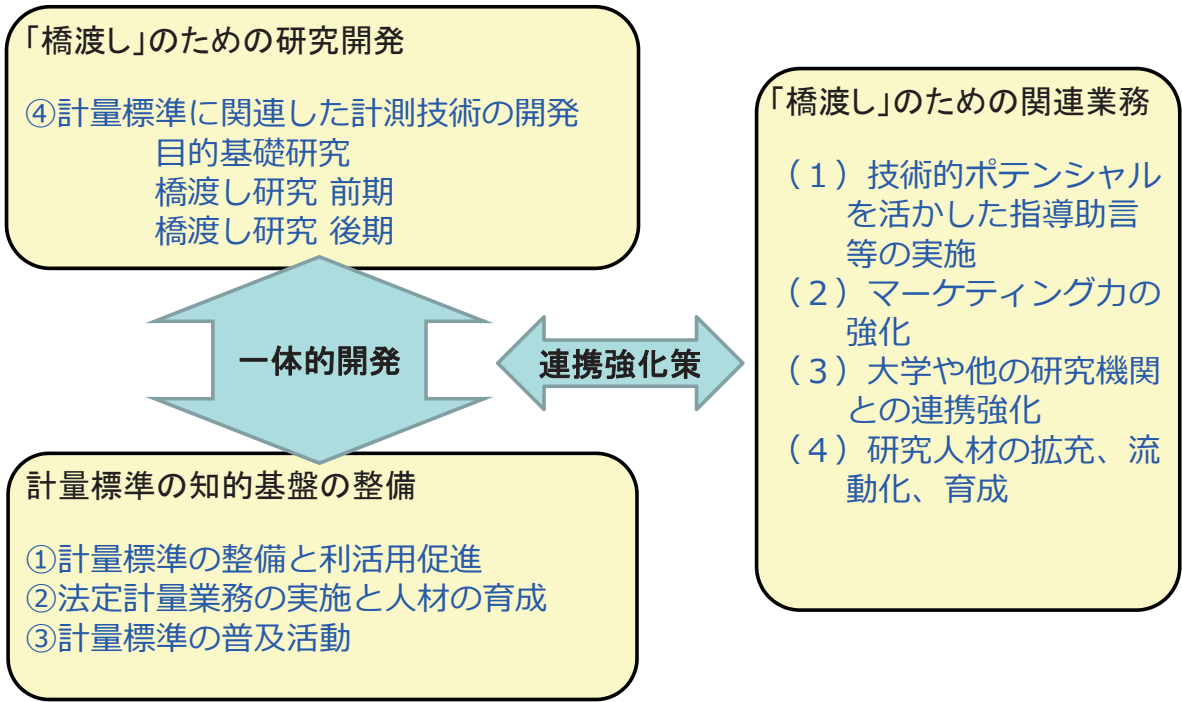 「橋渡し」のための研究開発
④計量標準に関連した計測技術の開発
目的基礎研究
橋渡し研究 前期
橋渡し研究 後期
一体的開発
計量標準の知的基盤の整備
①計量標準の整備と利活用促進
②法定計量業務の実施と人材の育成
③計量標準の普及活動
連携強化策
「橋渡し」のための関連業務
（１）技術的ポテンシャル
を活かした指導助言
等の実施
（２）マーケティング力の
強化
（３）大学や他の研究機関
との連携強化
（４）研究人材の拡充、流
動化、育成